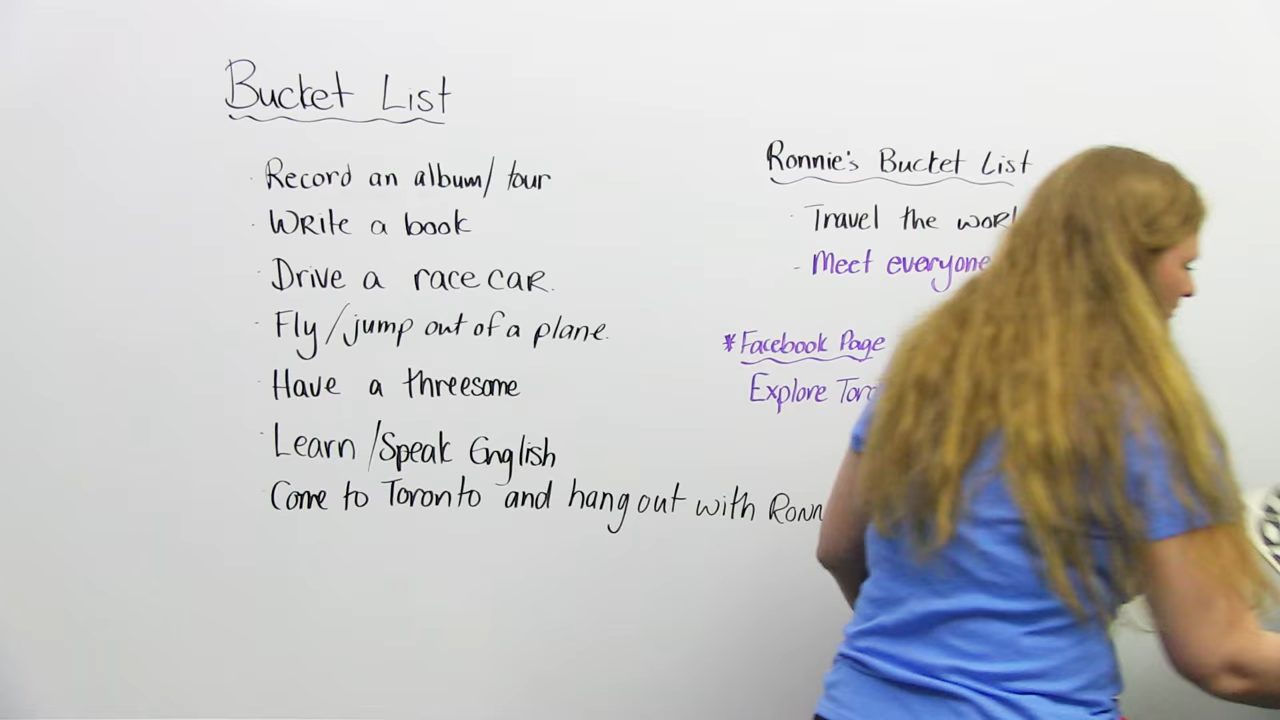 Bucket List
Record an album/tour
Write a book
Drive a race car.
Fly/jump out of a plane.
Have a threesome
Learn/Speak English
Come to Toronto and hang out with
Ronnie's Bucket List
Travel the
- Meet everyone
*Facebook Page
Explore